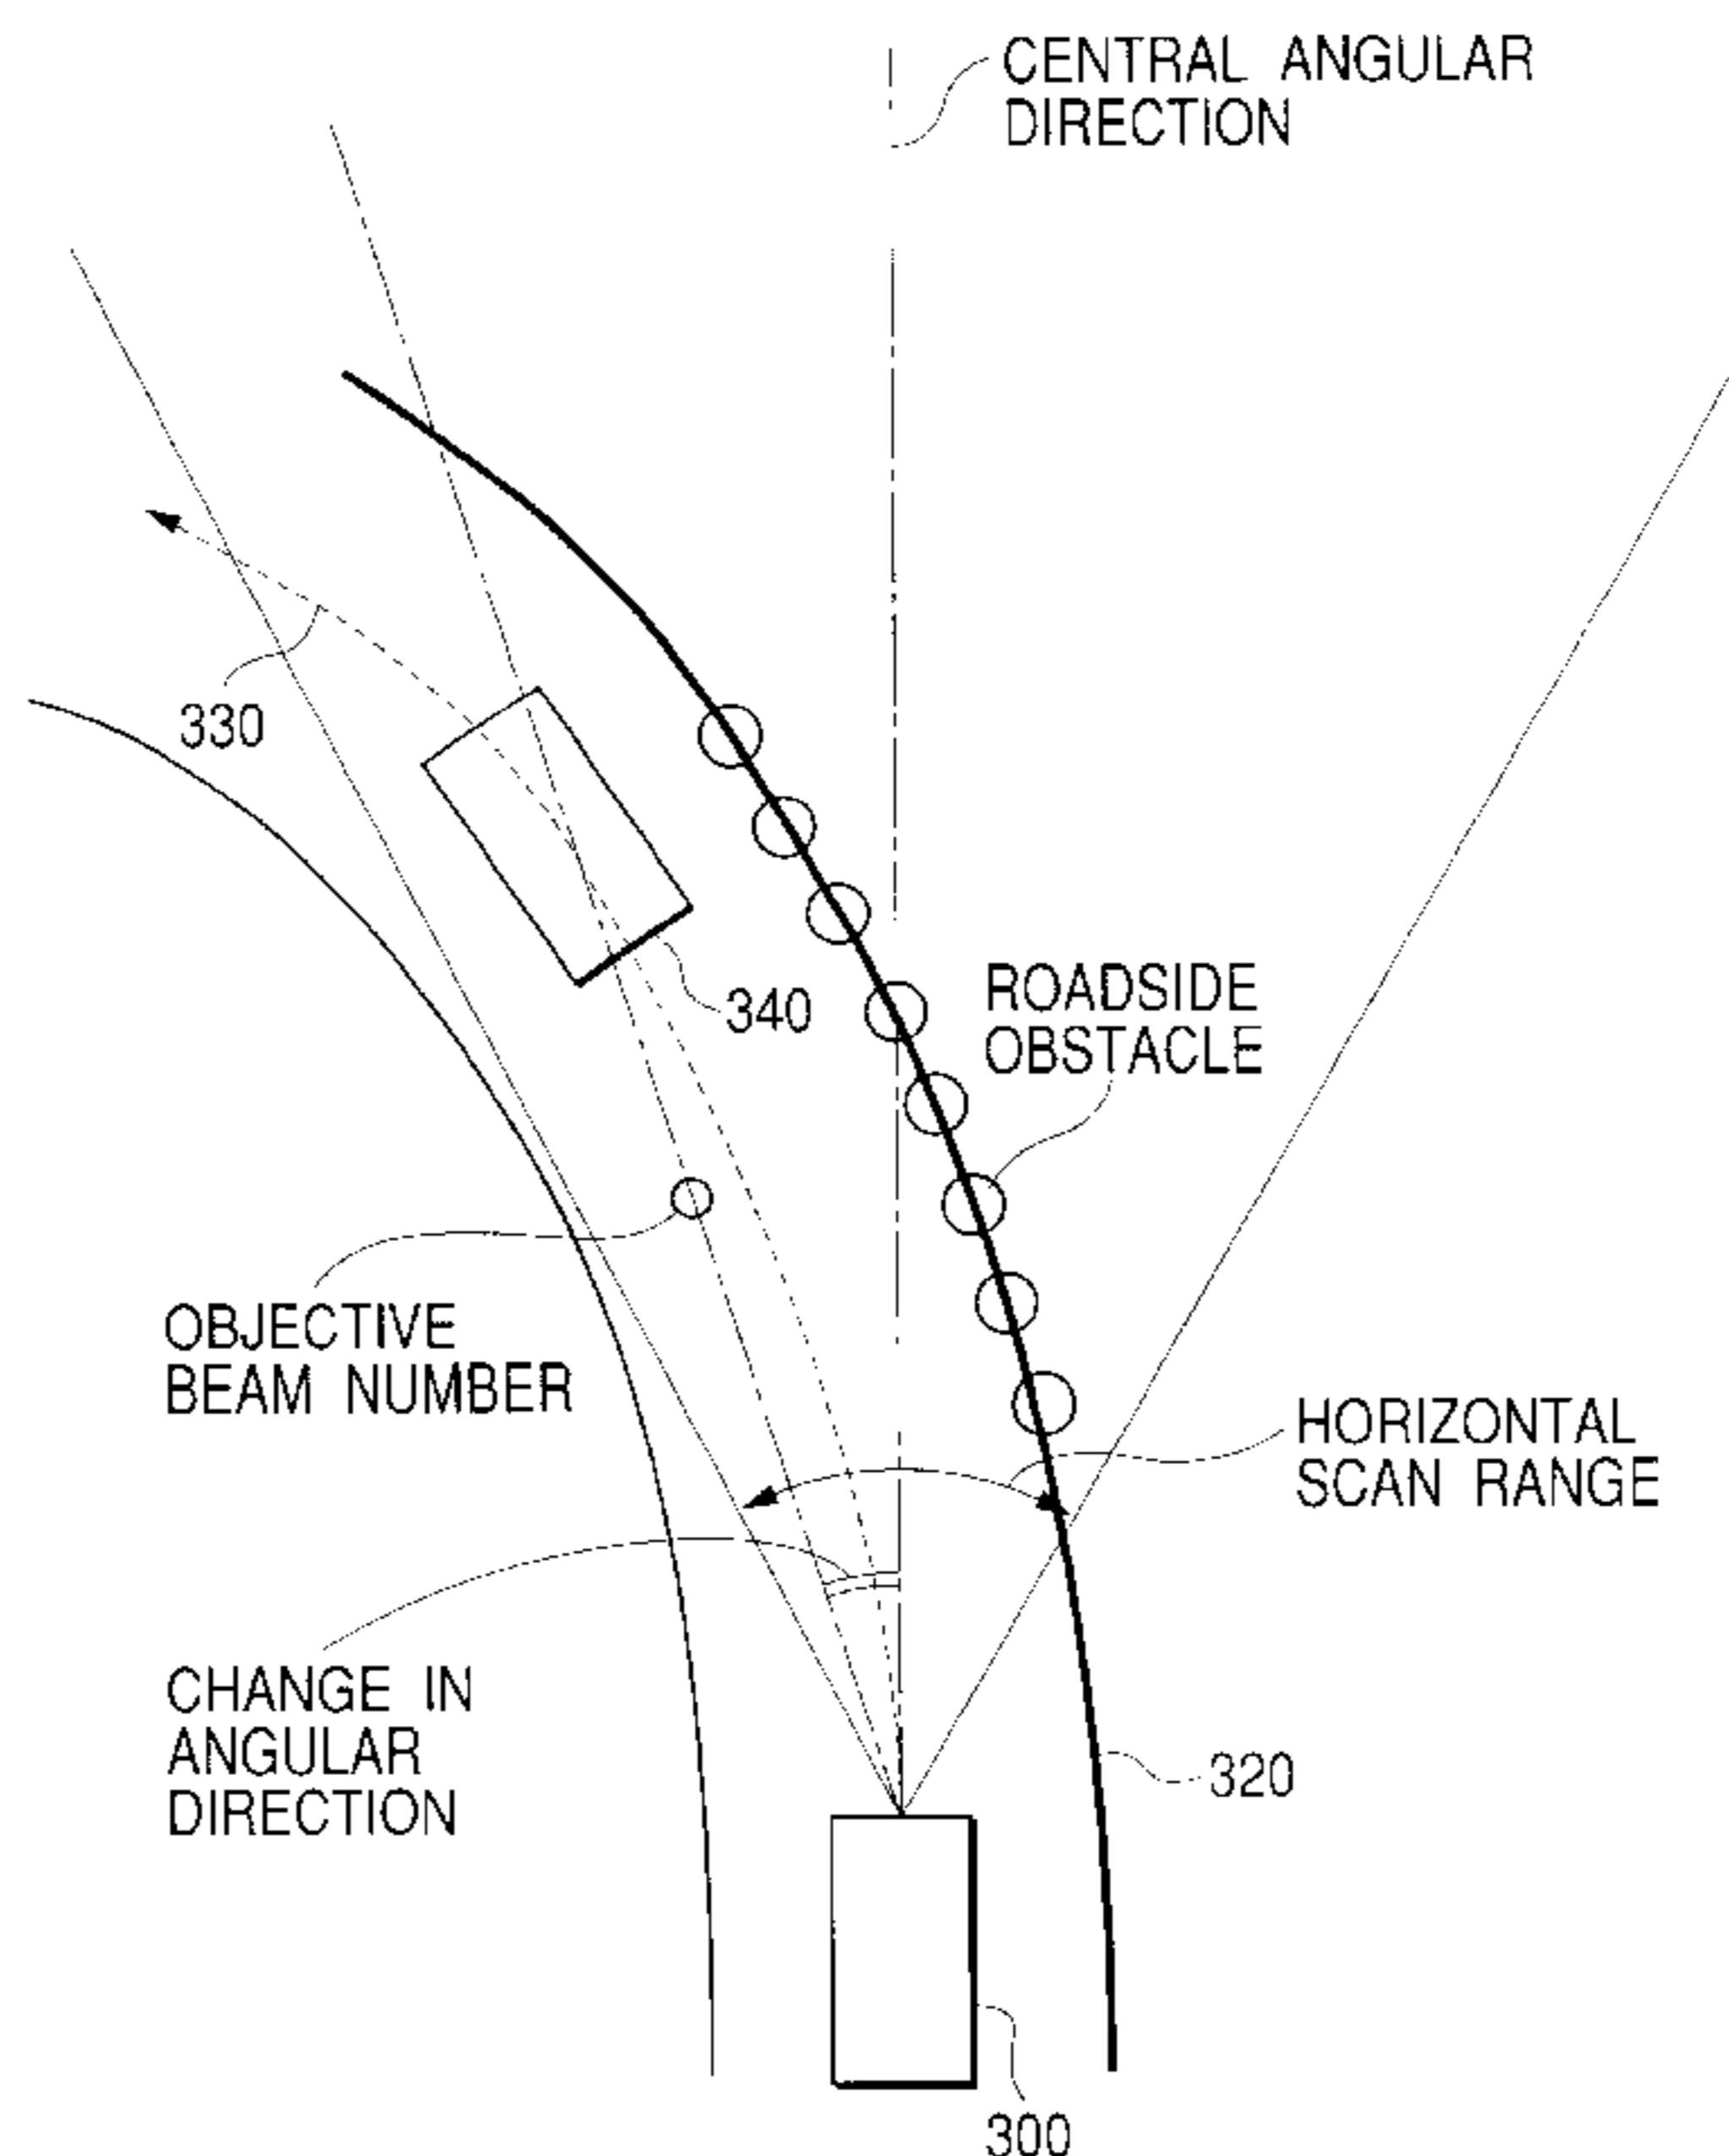 CENTRAL ANGULAR
DIRECTION
330
340
ROADSIDE
OBSTACLE
OBJECTIVE
BEAM NUMBER
HORIZONTAL
SCAN RANGE
CHANGE IN
ANGULAR
DIRECTION
320
300